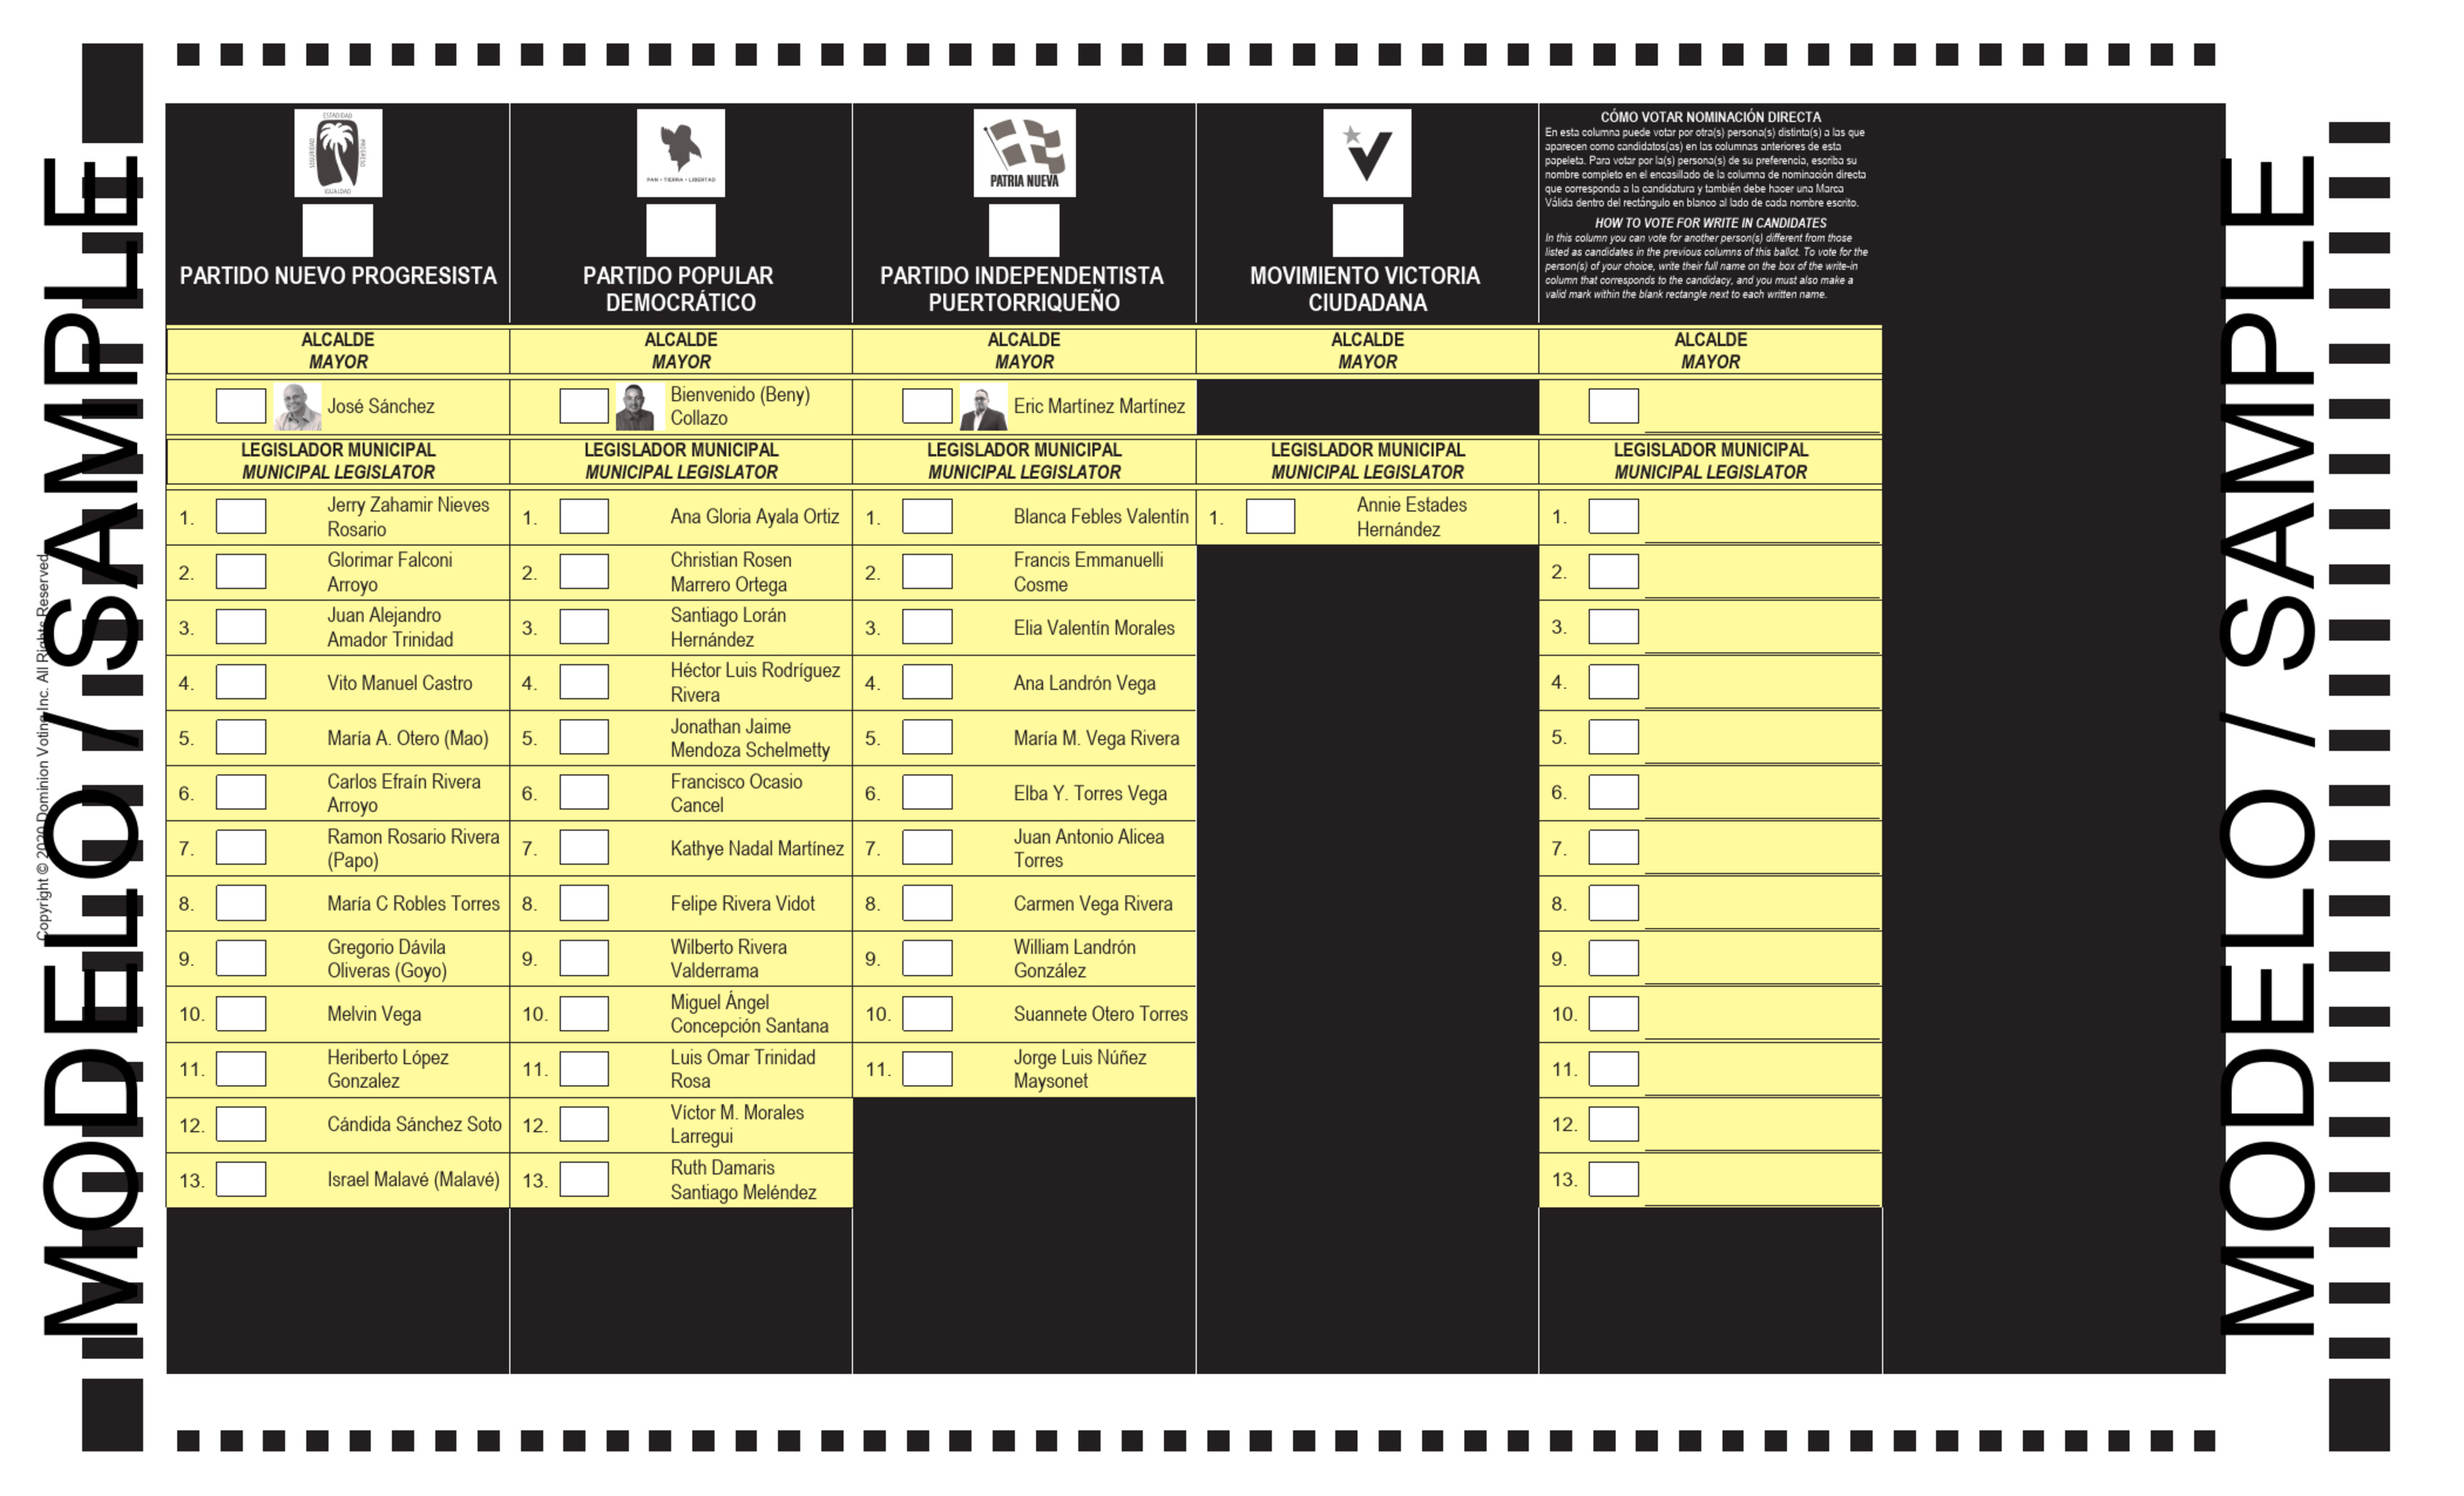 MODELO / SAMPLE
Copyright © 2020 Dominion Voting Inc. All Rights Reserved
ESTADIDAD
SEGURIDAD
PROGRESO
IGUALDAD
PARTIDO NUEVO PROGRESISTA
PAN • TIERRA • LIBERTAD
PARTIDO POPULAR
DEMOCRÁTICO
PATRIA NUEVA
PARTIDO INDEPENDENTISTA
PUERTORRIQUEÑO
MOVIMIENTO VICTORIA
CIUDADANA
CÓMO VOTAR NOMINACIÓN DIRECTA
En esta columna puede votar por otra(s) persona(s) distinta(s) a las que
aparecen como candidatos(as) en las columnas anteriores de esta
papeleta. Para votar por la(s) persona(s) de su preferencia, escriba su
nombre completo en el encasillado de la columna de nominación directa
que corresponda a la candidatura y también debe hacer una Marca
Válida dentro del rectángulo en blanco al lado de cada nombre escrito.
HOW TO VOTE FOR WRITE IN CANDIDATES
In this column you can vote for another person(s) different from those
listed as candidates in the previous columns of this ballot. To vote for the
person(s) of your choice, write their full name on the box of the write-in
column that corresponds to the candidacy, and you must also make a
valid mark within the blank rectangle next to each written name.
ALCALDE
MAYOR
José Sánchez
LEGISLADOR MUNICIPAL
MUNICIPAL LEGISLATOR
1. Jerry Zahamir Nieves
Rosario
2. Glorimar Falconi
Arroyo
3. Juan Alejandro
Amador Trinidad
4. Vito Manuel Castro
5. María A. Otero (Mao)
6. Carlos Efraín Rivera
Arroyo
7. Ramon Rosario Rivera
(Papo)
8. María C Robles Torres
9. Gregorio Dávila
Oliveras (Goyo)
10. Melvin Vega
11. Heriberto López
Gonzalez
12. Cándida Sánchez Soto
13. Israel Malavé (Malavé)
ALCALDE
MAYOR
Bienvenido (Beny)
Collazo
LEGISLADOR MUNICIPAL
MUNICIPAL LEGISLATOR
1. Ana Gloria Ayala Ortiz
2. Christian Rosen
Marrero Ortega
3. Santiago Lorán
Hernández
4. Héctor Luis Rodríguez
Rivera
5. Jonathan Jaime
Mendoza Schelmetty
6. Francisco Ocasio
Cancel
7. Kathye Nadal Martínez
8. Felipe Rivera Vidot
9. Wilberto Rivera
Valderrama
10. Miguel Ángel
Concepción Santana
11. Luis Omar Trinidad
Rosa
12. Víctor M. Morales
Larregui
13. Ruth Damaris
Santiago Meléndez
ALCALDE
MAYOR
Eric Martínez Martínez
LEGISLADOR MUNICIPAL
MUNICIPAL LEGISLATOR
1. Blanca Febles Valentín
2. Francis Emmanuelli
Cosme
3. Elia Valentín Morales
4. Ana Landrón Vega
5. María M. Vega Rivera
6. Elba Y. Torres Vega
7. Juan Antonio Alicea
Torres
8. Carmen Vega Rivera
9. William Landrón
González
10. Suannete Otero Torres
11. Jorge Luis Núñez
Maysonet
ALCALDE
MAYOR
LEGISLADOR MUNICIPAL
MUNICIPAL LEGISLATOR
1. Annie Estades
Hernández
ALCALDE
MAYOR
LEGISLADOR MUNICIPAL
MUNICIPAL LEGISLATOR
1.
2.
3.
4.
5.
6.
7.
8.
9.
10.
11.
12.
13.
MODELO / SAMPLE